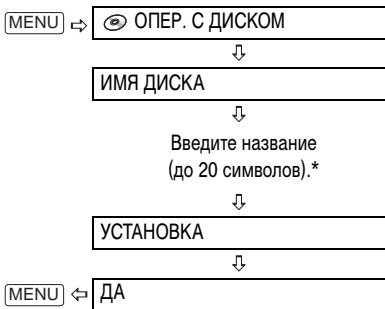 MENU ⇨ ОПЕР. С ДИСКОМ
ИМЯ ДИСКА
Введите название
(до 20 символов).*
УСТАНОВКА
MENU ⇦ ДА